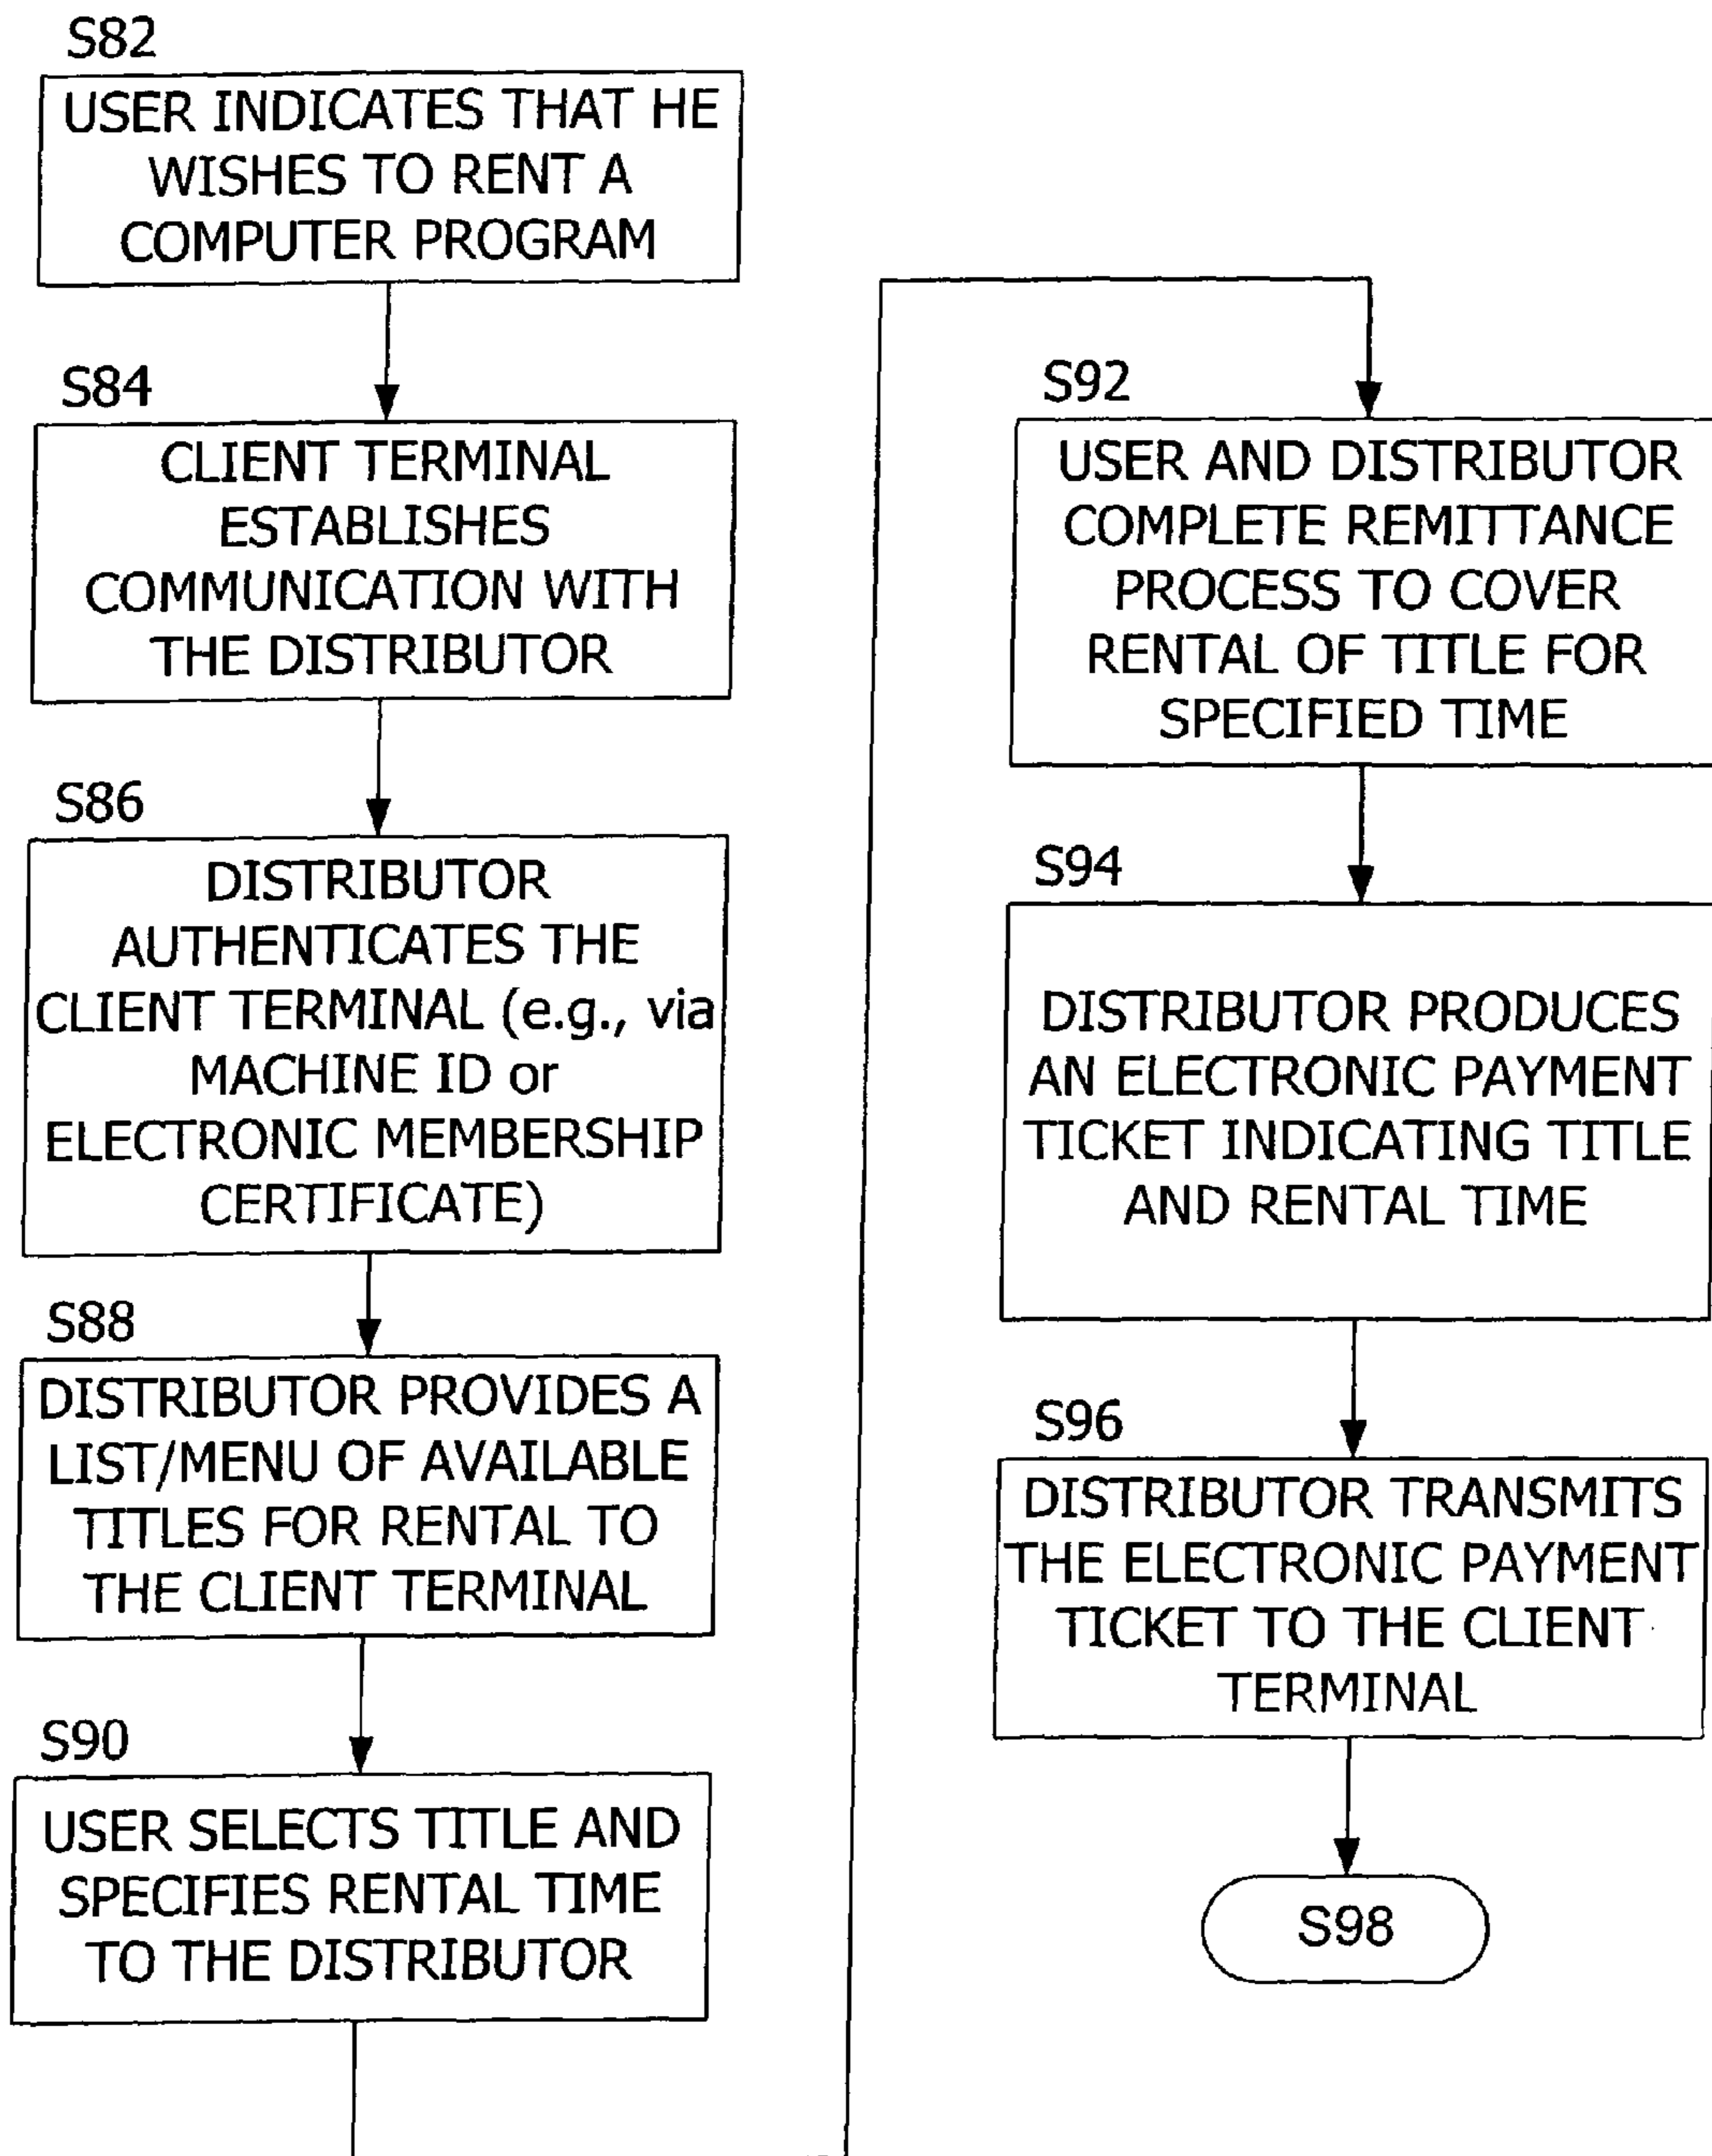 S82
USER INDICATES THAT HE
WISHES TO RENT A
COMPUTER PROGRAM
S84
CLIENT TERMINAL
ESTABLISHES
COMMUNICATION WITH
THE DISTRIBUTOR
S86
DISTRIBUTOR
AUTHENTICATES THE
CLIENT TERMINAL (e.g., via
MACHINE ID or
ELECTRONIC MEMBERSHIP
CERTIFICATE)
S88
DISTRIBUTOR PROVIDES A
LIST/MENU OF AVAILABLE
TITLES FOR RENTAL TO
THE CLIENT TERMINAL
S90
USER SELECTS TITLE AND
SPECIFIES RENTAL TIME
TO THE DISTRIBUTOR
S92
USER AND DISTRIBUTOR
COMPLETE REMITTANCE
PROCESS TO COVER
RENTAL OF TITLE FOR
SPECIFIED TIME
S94
DISTRIBUTOR PRODUCES
AN ELECTRONIC PAYMENT
TICKET INDICATING TITLE
AND RENTAL TIME
S96
DISTRIBUTOR TRANSMITS
THE ELECTRONIC PAYMENT
TICKET TO THE CLIENT
TERMINAL
S98